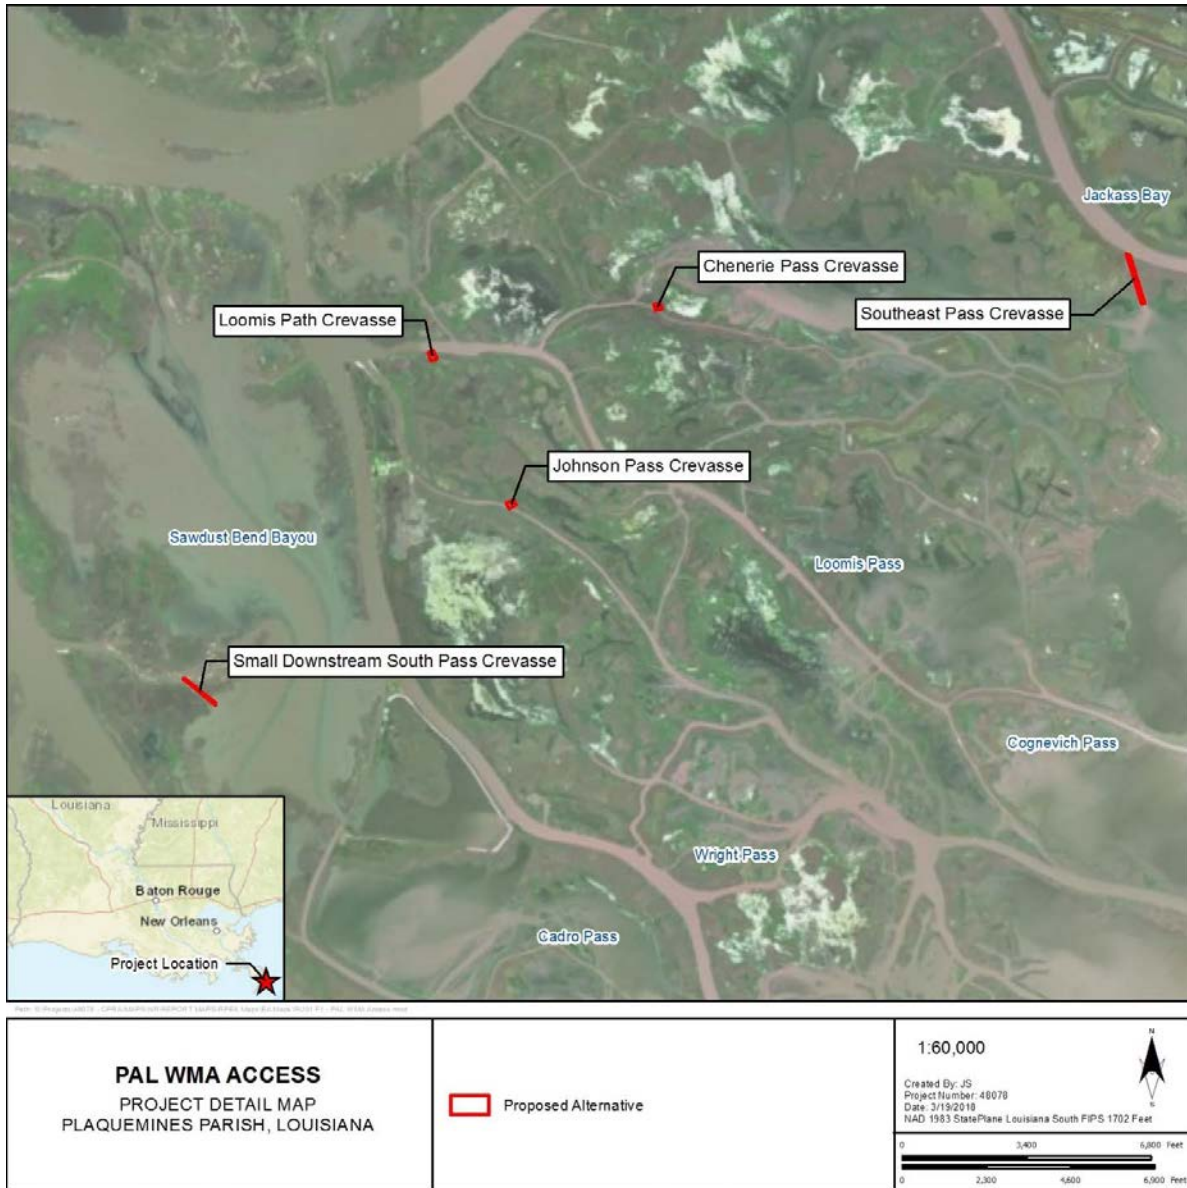 Jackass Bay
Chenerie Pass Crevasse
Southeast Pass Crevasse
Loomis Path Crevasse
Johnson Pass Crevasse
Sawdust Bend Bayou
Loomis Pass
Small Downstream South Pass Crevasse
Cognevich Pass
Wright Pass
Cadro Pass
Louisiana
Mississippi
Baton Rouge
New Orleans
Project Location
PAL WMA ACCESS
PROJECT DETAIL MAP
PLAQUEMINES PARISH, LOUISIANA
Proposed Alternative
1:60,000
N
S
Created By: JS
Project Number: 48078
Date: 3/19/2018
NAD 1983 StatePlane Louisiana South FIPS 1702 Feet
0 3,400 6,800 Feet
0 2,300 4,600 6,900 Feet